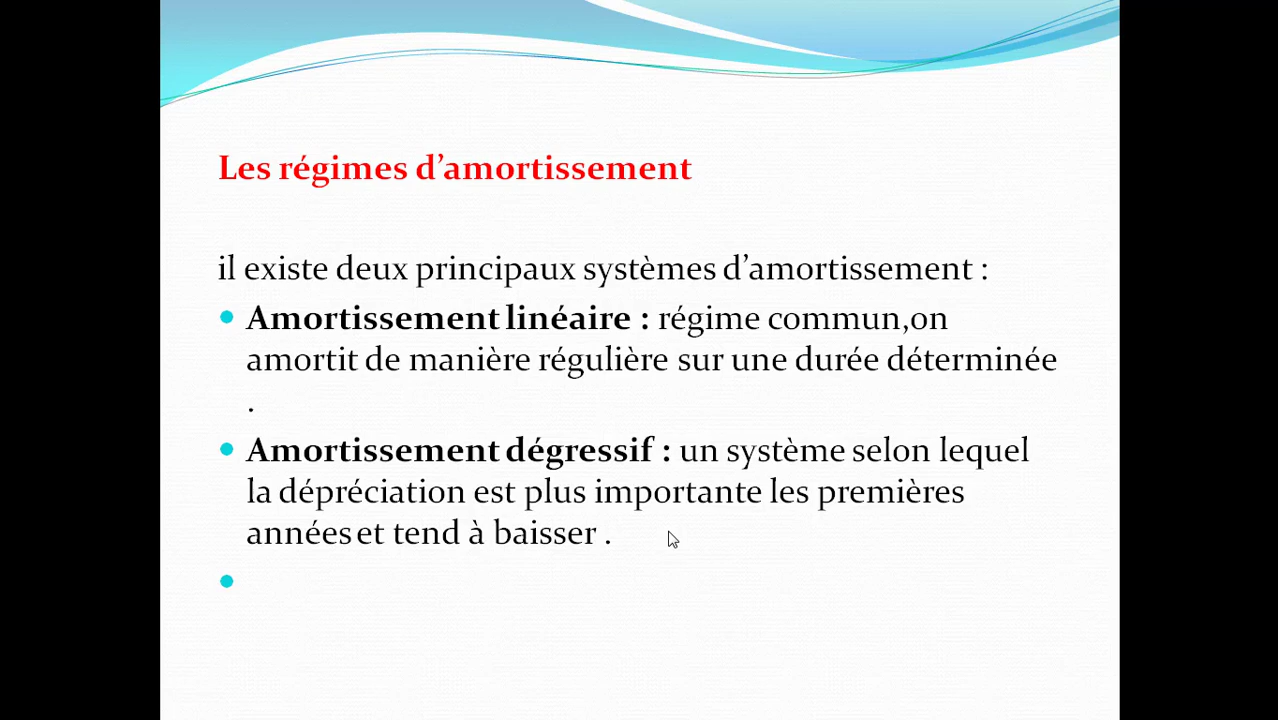 Les régimes d’amortissement
il existe deux principaux systèmes d’amortissement :
Amortissement linéaire : régime commun,on
amortit de manière régulière sur une durée déterminée
.
Amortissement dégressif : un système selon lequel
la dépréciation est plus importante les premières
années et tend à baisser .